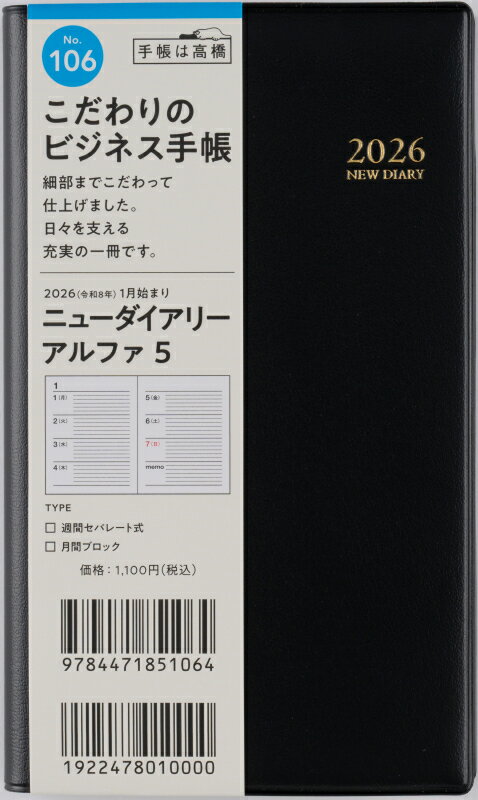 No.
106
手帳は高橋
こだわりの
ビジネス手帳
細部までこだわって
仕上げました。
日々を支える
充実の一冊です。
2026(令和8年)1月始まり
ニューダイアリー
アルファ 5
1
1(月)
2(火)
3(水)
4(木)
5(金)
6(土)
7(日)
memo
TYPE
□ 週間セパレート式
□ 月間ブロック
価格：1,100円(税込)
9784471851064
1922478010000
2026
NEW DIARY